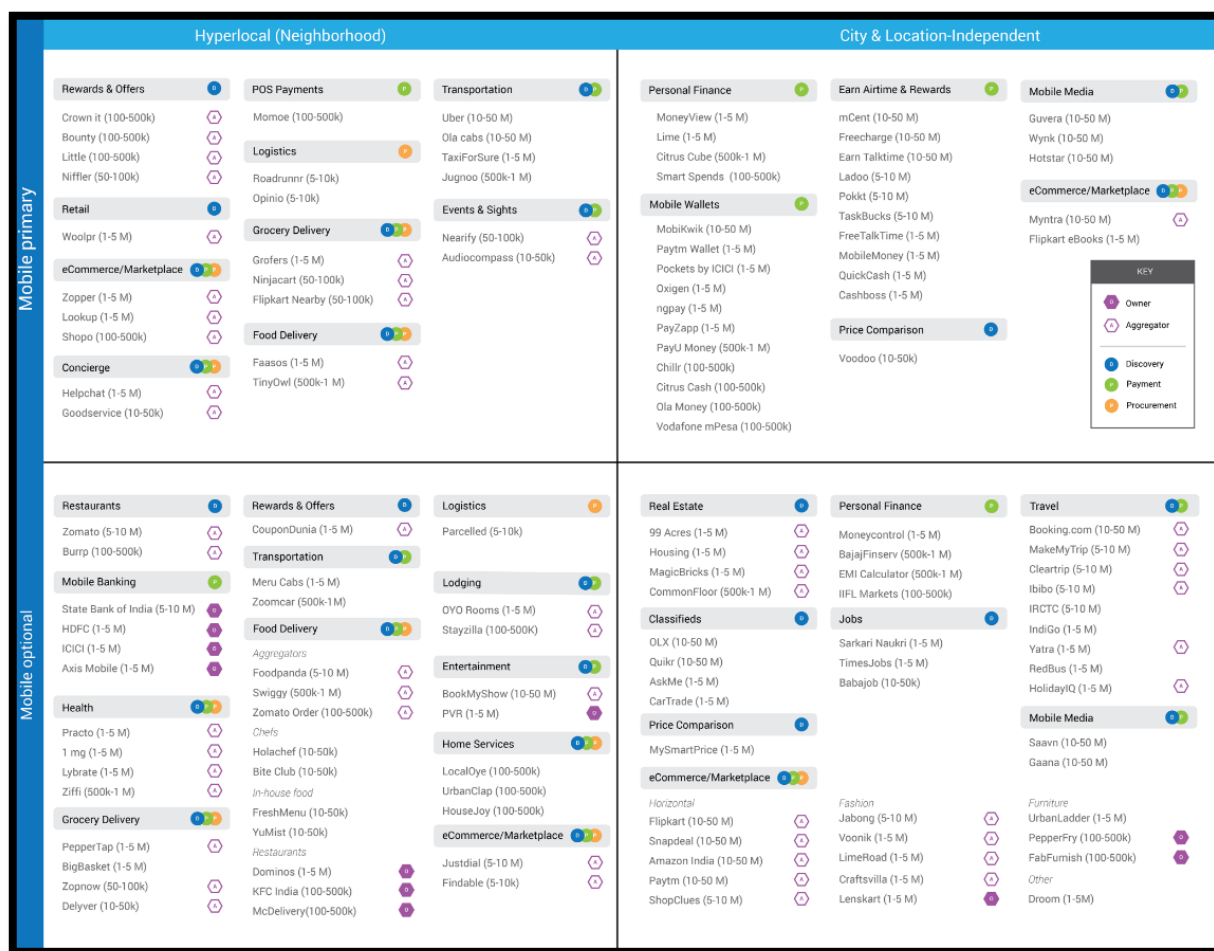 Hyperlocal (Neighborhood)
City & Location-Independent
Mobile primary
Rewards & Offers D
Crown it (100-500k) A
Bounty (100-500k) A
Little (100-500k) A
Niffler (50-100k) A
Retail D
Woolpr (1-5 M) A
eCommerce/Marketplace D P P
Zopper (1-5 M) A
Lookup (1-5 M) A
Shopo (100-500k) A
Concierge D P P
Helpchat (1-5 M) A
Goodservice (10-50k) A
POS Payments P
Momoe (100-500k)
Logistics P
Roadrunnr (5-10k)
Opinio (5-10k)
Grocery Delivery D P P
Grofers (1-5 M) A
Ninjacart (50-100k) A
Flipkart Nearby (50-100k) A
Food Delivery D P P
Faasos (1-5 M) A
TinyOwl (500k-1 M) A
Transportation D P
Uber (10-50 M)
Ola cabs (10-50 M)
TaxiForSure (1-5 M)
Jugnoo (500k-1 M)
Events & Sights D P
Nearify (50-100k) A
Audiocompass (10-50k) A
Personal Finance P
MoneyView (1-5 M)
Lime (1-5 M)
Citrus Cube (500k-1 M)
Smart Spends (100-500k)
Mobile Wallets P
MobiKwik (10-50 M)
Paytm Wallet (1-5 M)
Pockets by ICICI (1-5 M)
Oxigen (1-5 M)
ngpay (1-5 M)
PayZapp (1-5 M)
PayU Money (500k-1 M)
Chillr (100-500k)
Citrus Cash (100-500k)
Ola Money (100-500k)
Vodafone mPesa (100-500k)
Earn Airtime & Rewards P
mCent (10-50 M)
Freecharge (10-50 M)
Earn Talktime (10-50 M)
Ladoo (5-10 M)
Pokkt (5-10 M)
TaskBucks (5-10 M)
FreeTalkTime (1-5 M)
MobileMoney (1-5 M)
QuickCash (1-5 M)
Cashboss (1-5 M)
Price Comparison D
Voodoo (10-50k)
Mobile Media D P
Guvera (10-50 M)
Wynk (10-50 M)
Hotstar (10-50 M)
eCommerce/Marketplace D P P
Myntra (10-50 M) A
Flipkart eBooks (1-5 M)
KEY
O Owner
A Aggregator
D Discovery
P Payment
P Procurement
Mobile optional
Restaurants D
Zomato (5-10 M) A
Burrp (100-500k) A
Mobile Banking P
State Bank of India (5-10 M) O
HDFC (1-5 M) O
ICICI (1-5 M) O
Axis Mobile (1-5 M) O
Health D P P
Practo (1-5 M) A
1 mg (1-5 M) A
Lybrate (1-5 M) A
Ziffi (500k-1 M) A
Grocery Delivery D P P
PepperTap (1-5 M) A
BigBasket (1-5 M)
Zopnow (50-100k) A
Delyver (10-50k) A
Rewards & Offers D
CouponDunia (1-5 M) A
Transportation D P
Meru Cabs (1-5 M)
Zoomcar (500k-1M)
Food Delivery D P P
Aggregators
Foodpanda (5-10 M) A
Swiggy (500k-1 M) A
Zomato Order (100-500k) A
Chefs
Holachef (10-50k)
Bite Club (10-50k)
In-house food
FreshMenu (10-50k)
YuMist (10-50k)
Restaurants
Dominos (1-5 M) O
KFC India (100-500k) O
McDelivery(100-500k) O
Logistics P
Parcelled (5-10k)
Lodging D P
OYO Rooms (1-5 M) A
Stayzilla (100-500K) A
Entertainment D P
BookMyShow (10-50 M) A
PVR (1-5 M) O
Home Services D P P
LocalOye (100-500k)
UrbanClap (100-500k)
HouseJoy (100-500k)
eCommerce/Marketplace D P P
Justdial (5-10 M) A
Findable (5-10k) A
Real Estate D
99 Acres (1-5 M) A
Housing (1-5 M) A
MagicBricks (1-5 M) A
CommonFloor (500k-1 M) A
Classifieds D
OLX (10-50 M)
Quikr (10-50 M)
AskMe (1-5 M)
CarTrade (1-5 M)
Price Comparison D
MySmartPrice (1-5 M)
eCommerce/Marketplace D P P
Horizontal
Flipkart (10-50 M) A
Snapdeal (10-50 M) A
Amazon India (10-50 M) A
Paytm (10-50 M) A
ShopClues (5-10 M) A
Personal Finance P
Moneycontrol (1-5 M)
BajajFinserv (500k-1 M)
EMI Calculator (500k-1 M)
IIFL Markets (100-500k)
Jobs D
Sarkari Naukri (1-5 M)
TimesJobs (1-5 M)
Babajob (10-50k)
Fashion
Jabong (5-10 M) A
Voonik (1-5 M) A
LimeRoad (1-5 M) A
Craftsvilla (1-5 M) A
Lenskart (1-5 M) O
Travel D P
Booking.com (10-50 M) A
MakeMyTrip (5-10 M) A
Cleartrip (5-10 M) A
Ibibo (5-10 M) A
IRCTC (5-10 M)
IndiGo (1-5 M)
Yatra (1-5 M) A
RedBus (1-5 M)
HolidayIQ (1-5 M) A
Mobile Media D P
Saavn (10-50 M)
Gaana (10-50 M)
Furniture
UrbanLadder (1-5 M)
PepperFry (100-500k) O
FabFurnish (100-500k) O
Other
Droom (1-5M)